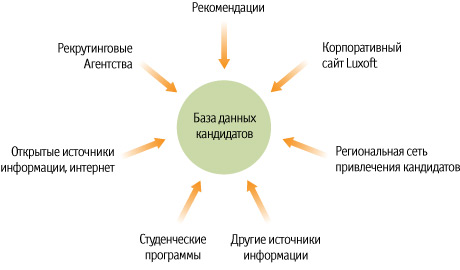 Рекомендации
Рекрутинговые
Агентства
Корпоративный
сайт Luxoft
База данных
кандидатов
Открытые источники
информации, интернет
Региональная сеть
привлечения кандидатов
Студенческие
программы
Другие источники
информации